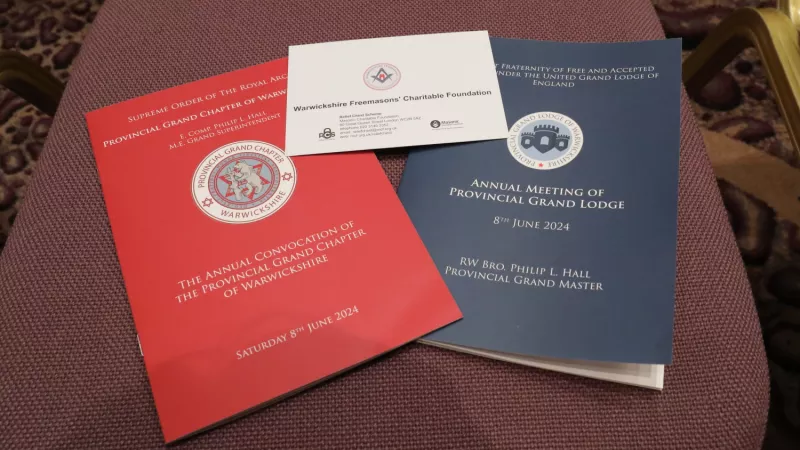 Supreme Order of the Royal Arc
Provincial Grand Chapter of Warw
E. Comp. Philip L. Hall
M.E. Grand Superintendent
PROVINCIAL GRAND CHAPTER
WARWICKSHIRE
The Annual Convocation of
the Provincial Grand Chapter
of Warwickshire
Saturday 8th June 2024
Warwickshire Freemasons' Charitable Foundation
t Fraternity of Free and Accepted
under the United Grand Lodge of
England
PROVINCIAL GRAND LODGE OF WARWICKSHIRE
Annual Meeting of
Provincial Grand Lodge
8th June 2024
RW Bro. Philip L. Hall
Provincial Grand Master